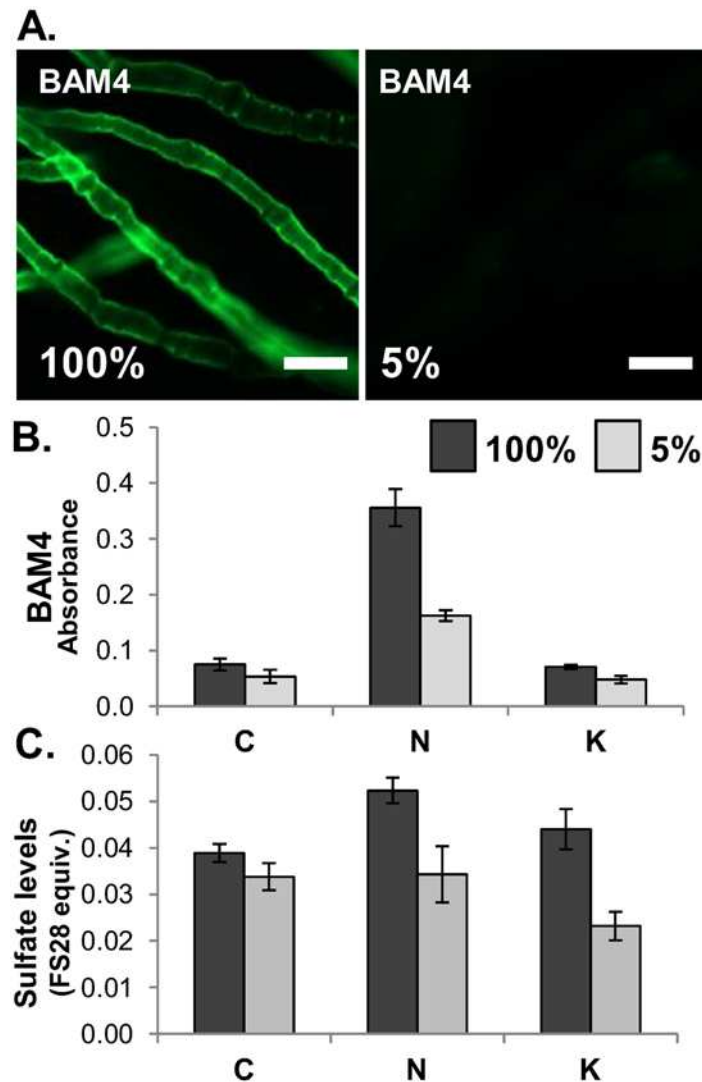 A.
BAM4 BAM4
100% 5%
B.
100% 5%
BAM4
Absorbance
0.5
0.4
0.3
0.2
0.1
0.0
C N K
C.
Sulfate levels
(FS28 equiv.)
0.06
0.05
0.04
0.03
0.02
0.01
0.00
C N K